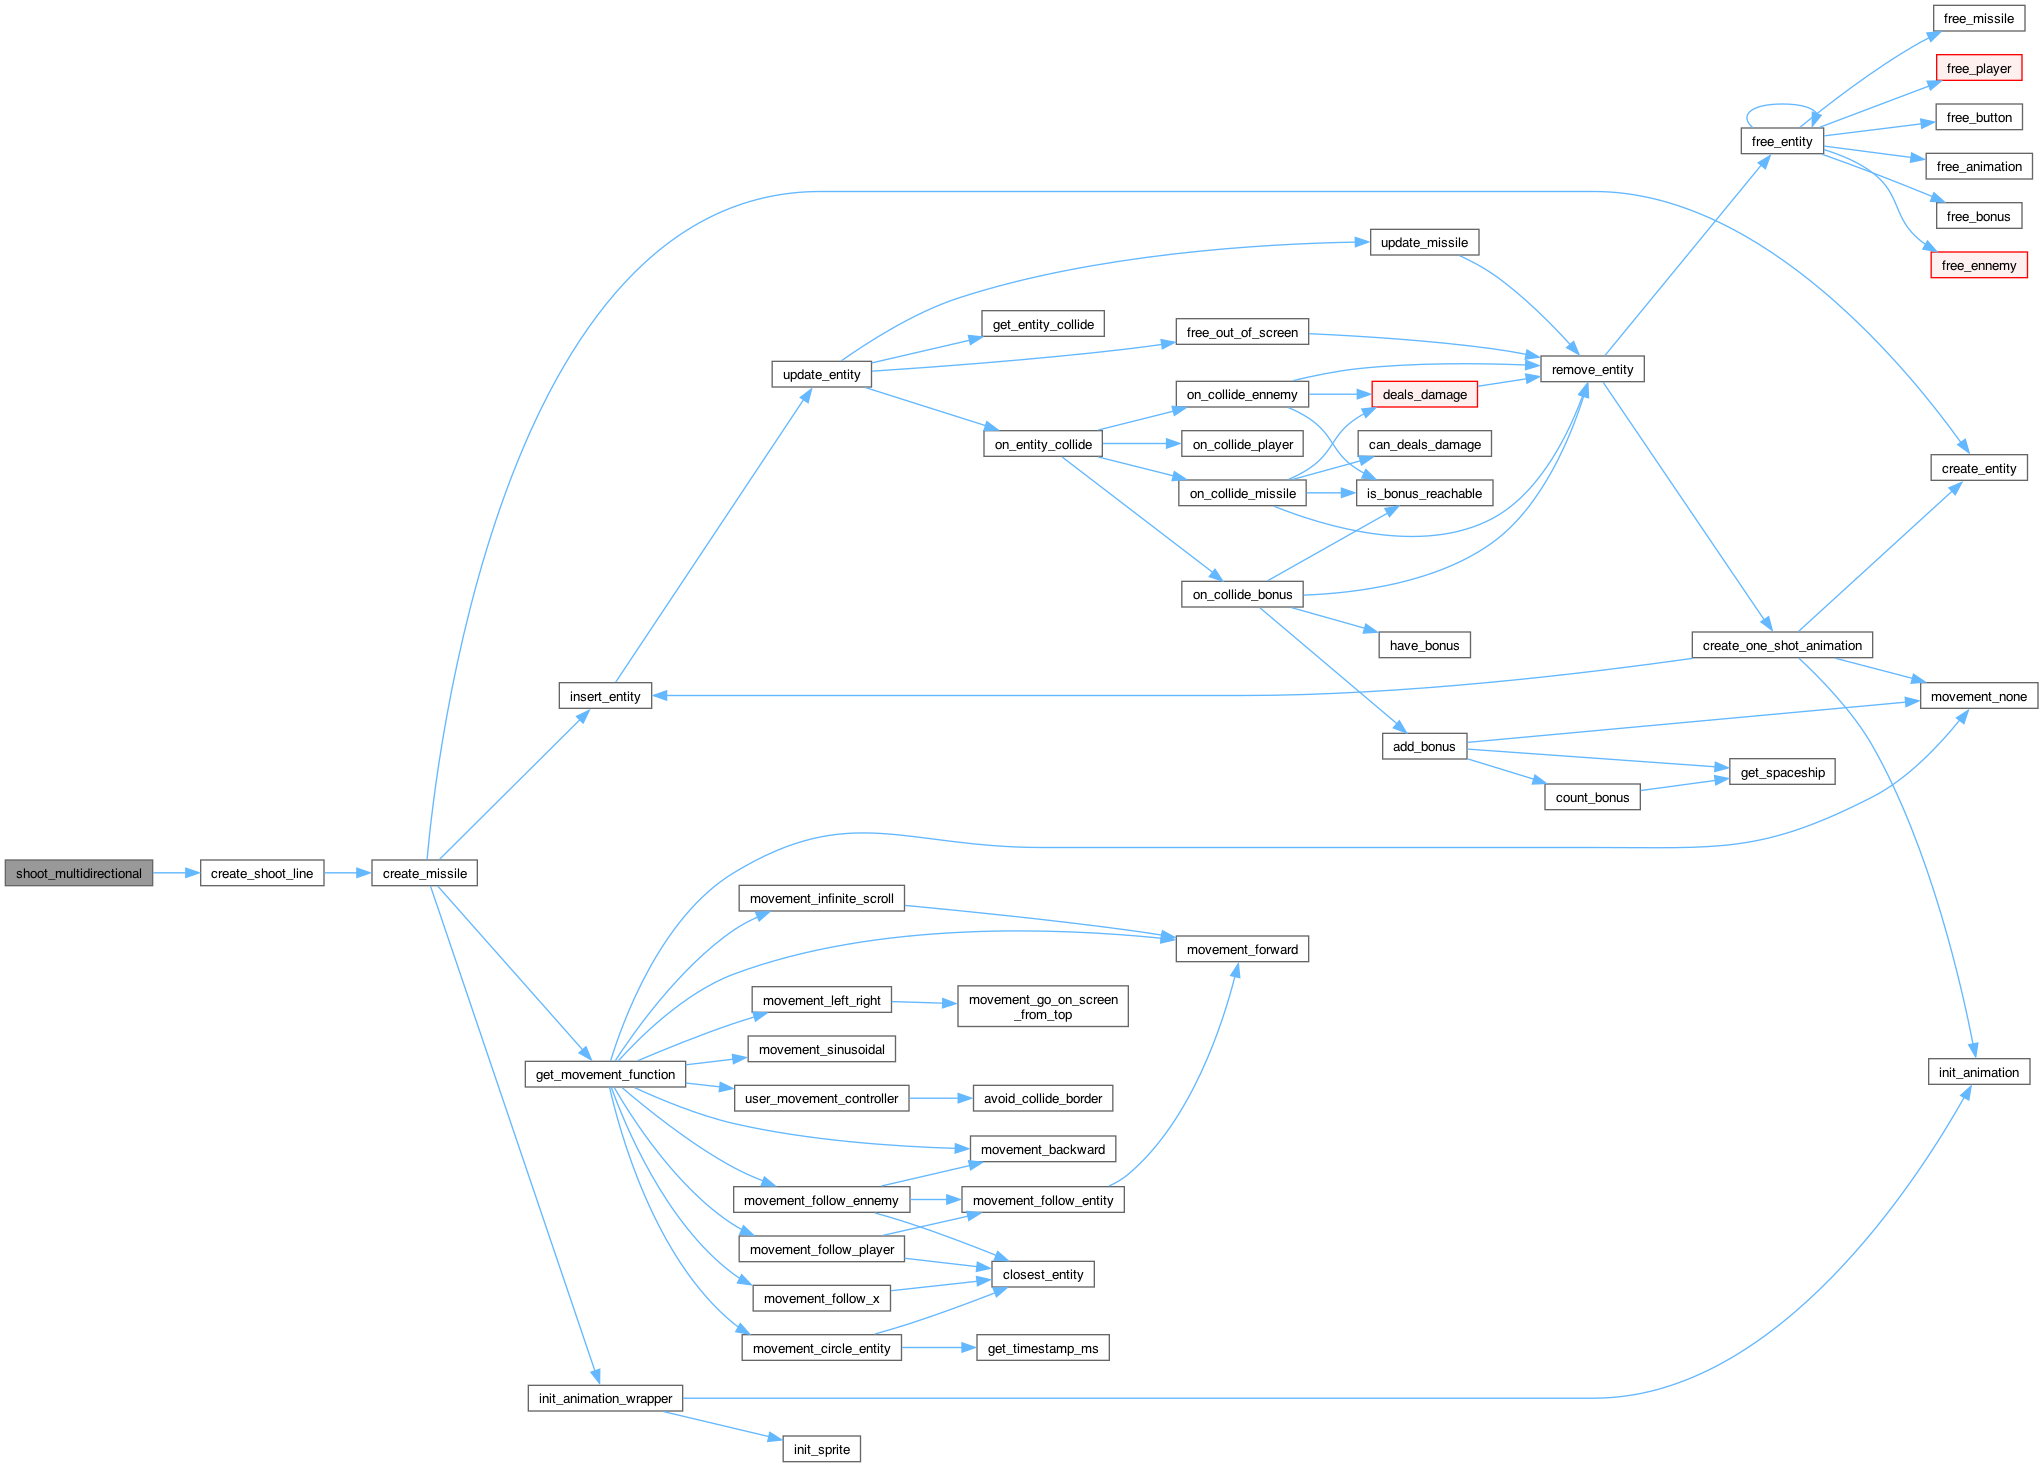 free_missile
free_player
free_button
free_entity
free_animation
free_bonus
update_missile
free_ennemy
get_entity_collide
free_out_of_screen
update_entity
remove_entity
on_collide_ennemy
deals_damage
on_entity_collide
on_collide_player
can_deals_damage
create_entity
on_collide_missile
is_bonus_reachable
on_collide_bonus
have_bonus
create_one_shot_animation
insert_entity
movement_none
add_bonus
get_spaceship
count_bonus
shoot_multidirectional
create_shoot_line
create_missile
movement_infinite_scroll
movement_forward
movement_left_right
movement_go_on_screen
_from_top
movement_sinusoidal
get_movement_function
init_animation
user_movement_controller
avoid_collide_border
movement_backward
movement_follow_ennemy
movement_follow_entity
movement_follow_player
closest_entity
movement_follow_x
movement_circle_entity
get_timestamp_ms
init_animation_wrapper
init_sprite